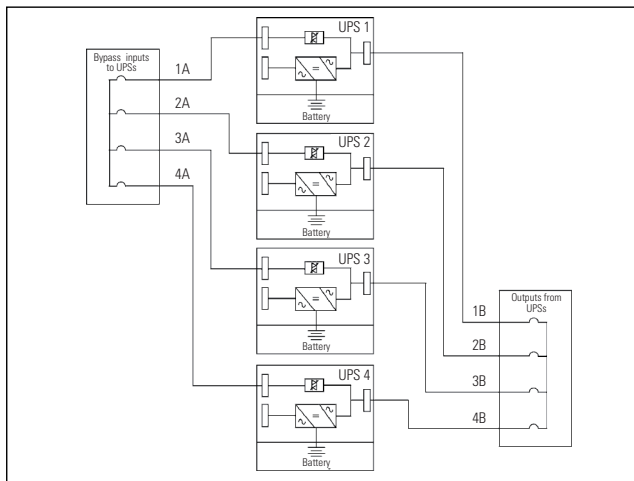 Bypass inputs
to UPSs
1A
2A
3A
4A
UPS 1
Battery
UPS 2
Battery
UPS 3
Battery
UPS 4
Battery
Outputs from
UPSs
1B
2B
3B
4B